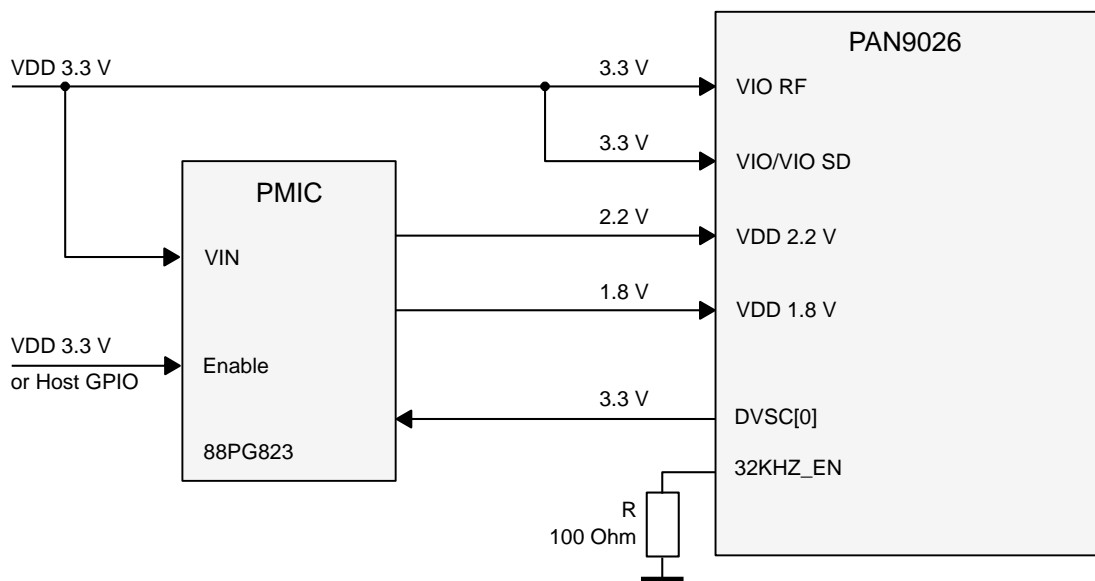 PAN9026
VDD 3.3 V
3.3 V
VIO RF
3.3 V
VIO/VIO SD
PMIC
2.2 V
VDD 2.2 V
VIN
1.8 V
VDD 1.8 V
VDD 3.3 V
or Host GPIO
Enable
3.3 V
DVSC[0]
88PG823
32KHZ_EN
R
100 Ohm